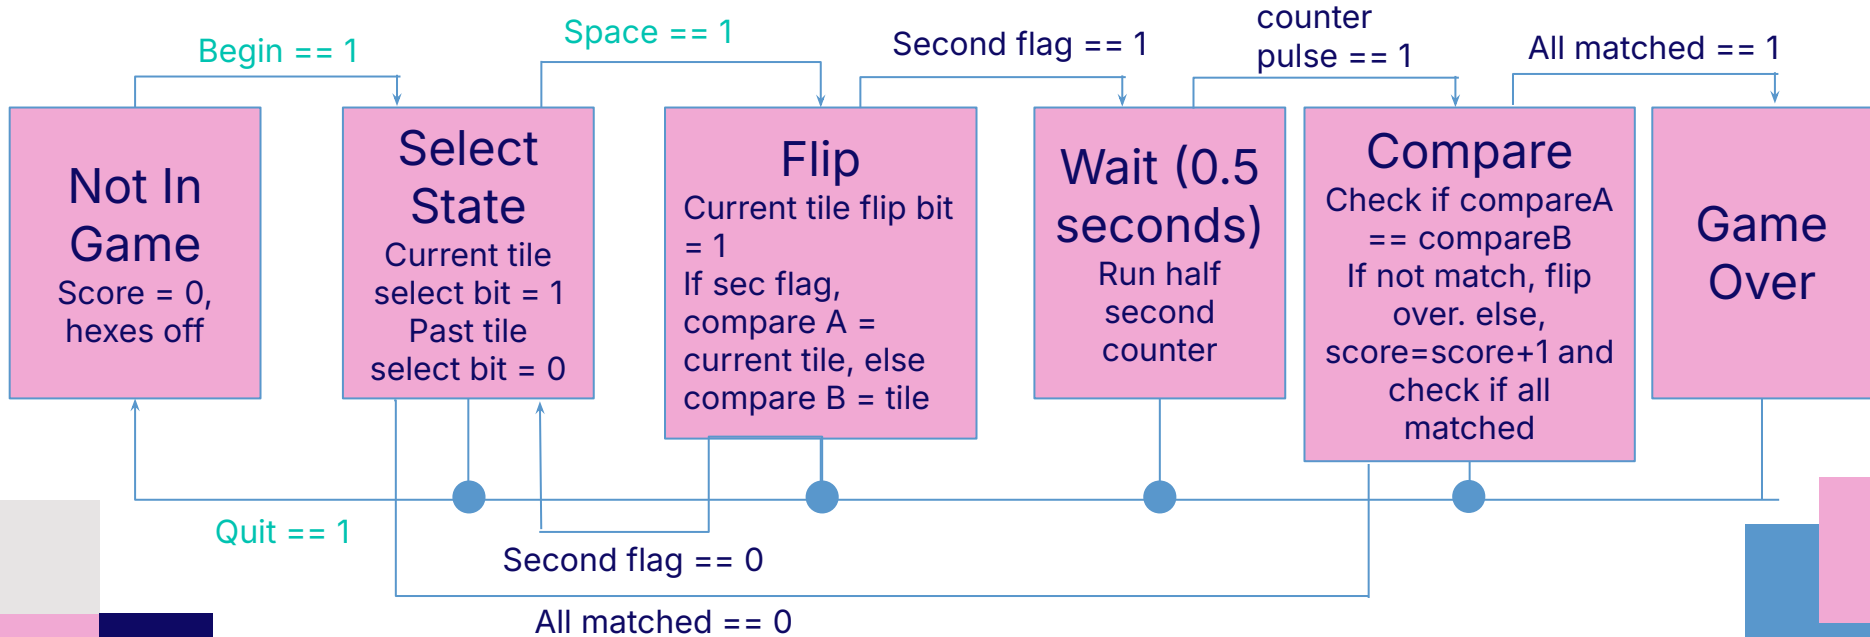 Begin == 1
Space == 1
Second flag == 1
counter
pulse == 1
All matched == 1
Not In
Game
Score = 0,
hexes off
Select
State
Current tile
select bit = 1
Past tile
select bit = 0
Flip
Current tile flip bit
= 1
If sec flag,
compare A =
current tile, else
compare B = tile
Wait (0.5
seconds)
Run half
second
counter
Compare
Check if compareA
== compareB
If not match, flip
over. else,
score=score+1 and
check if all
matched
Game
Over
Quit == 1
Second flag == 0
All matched == 0